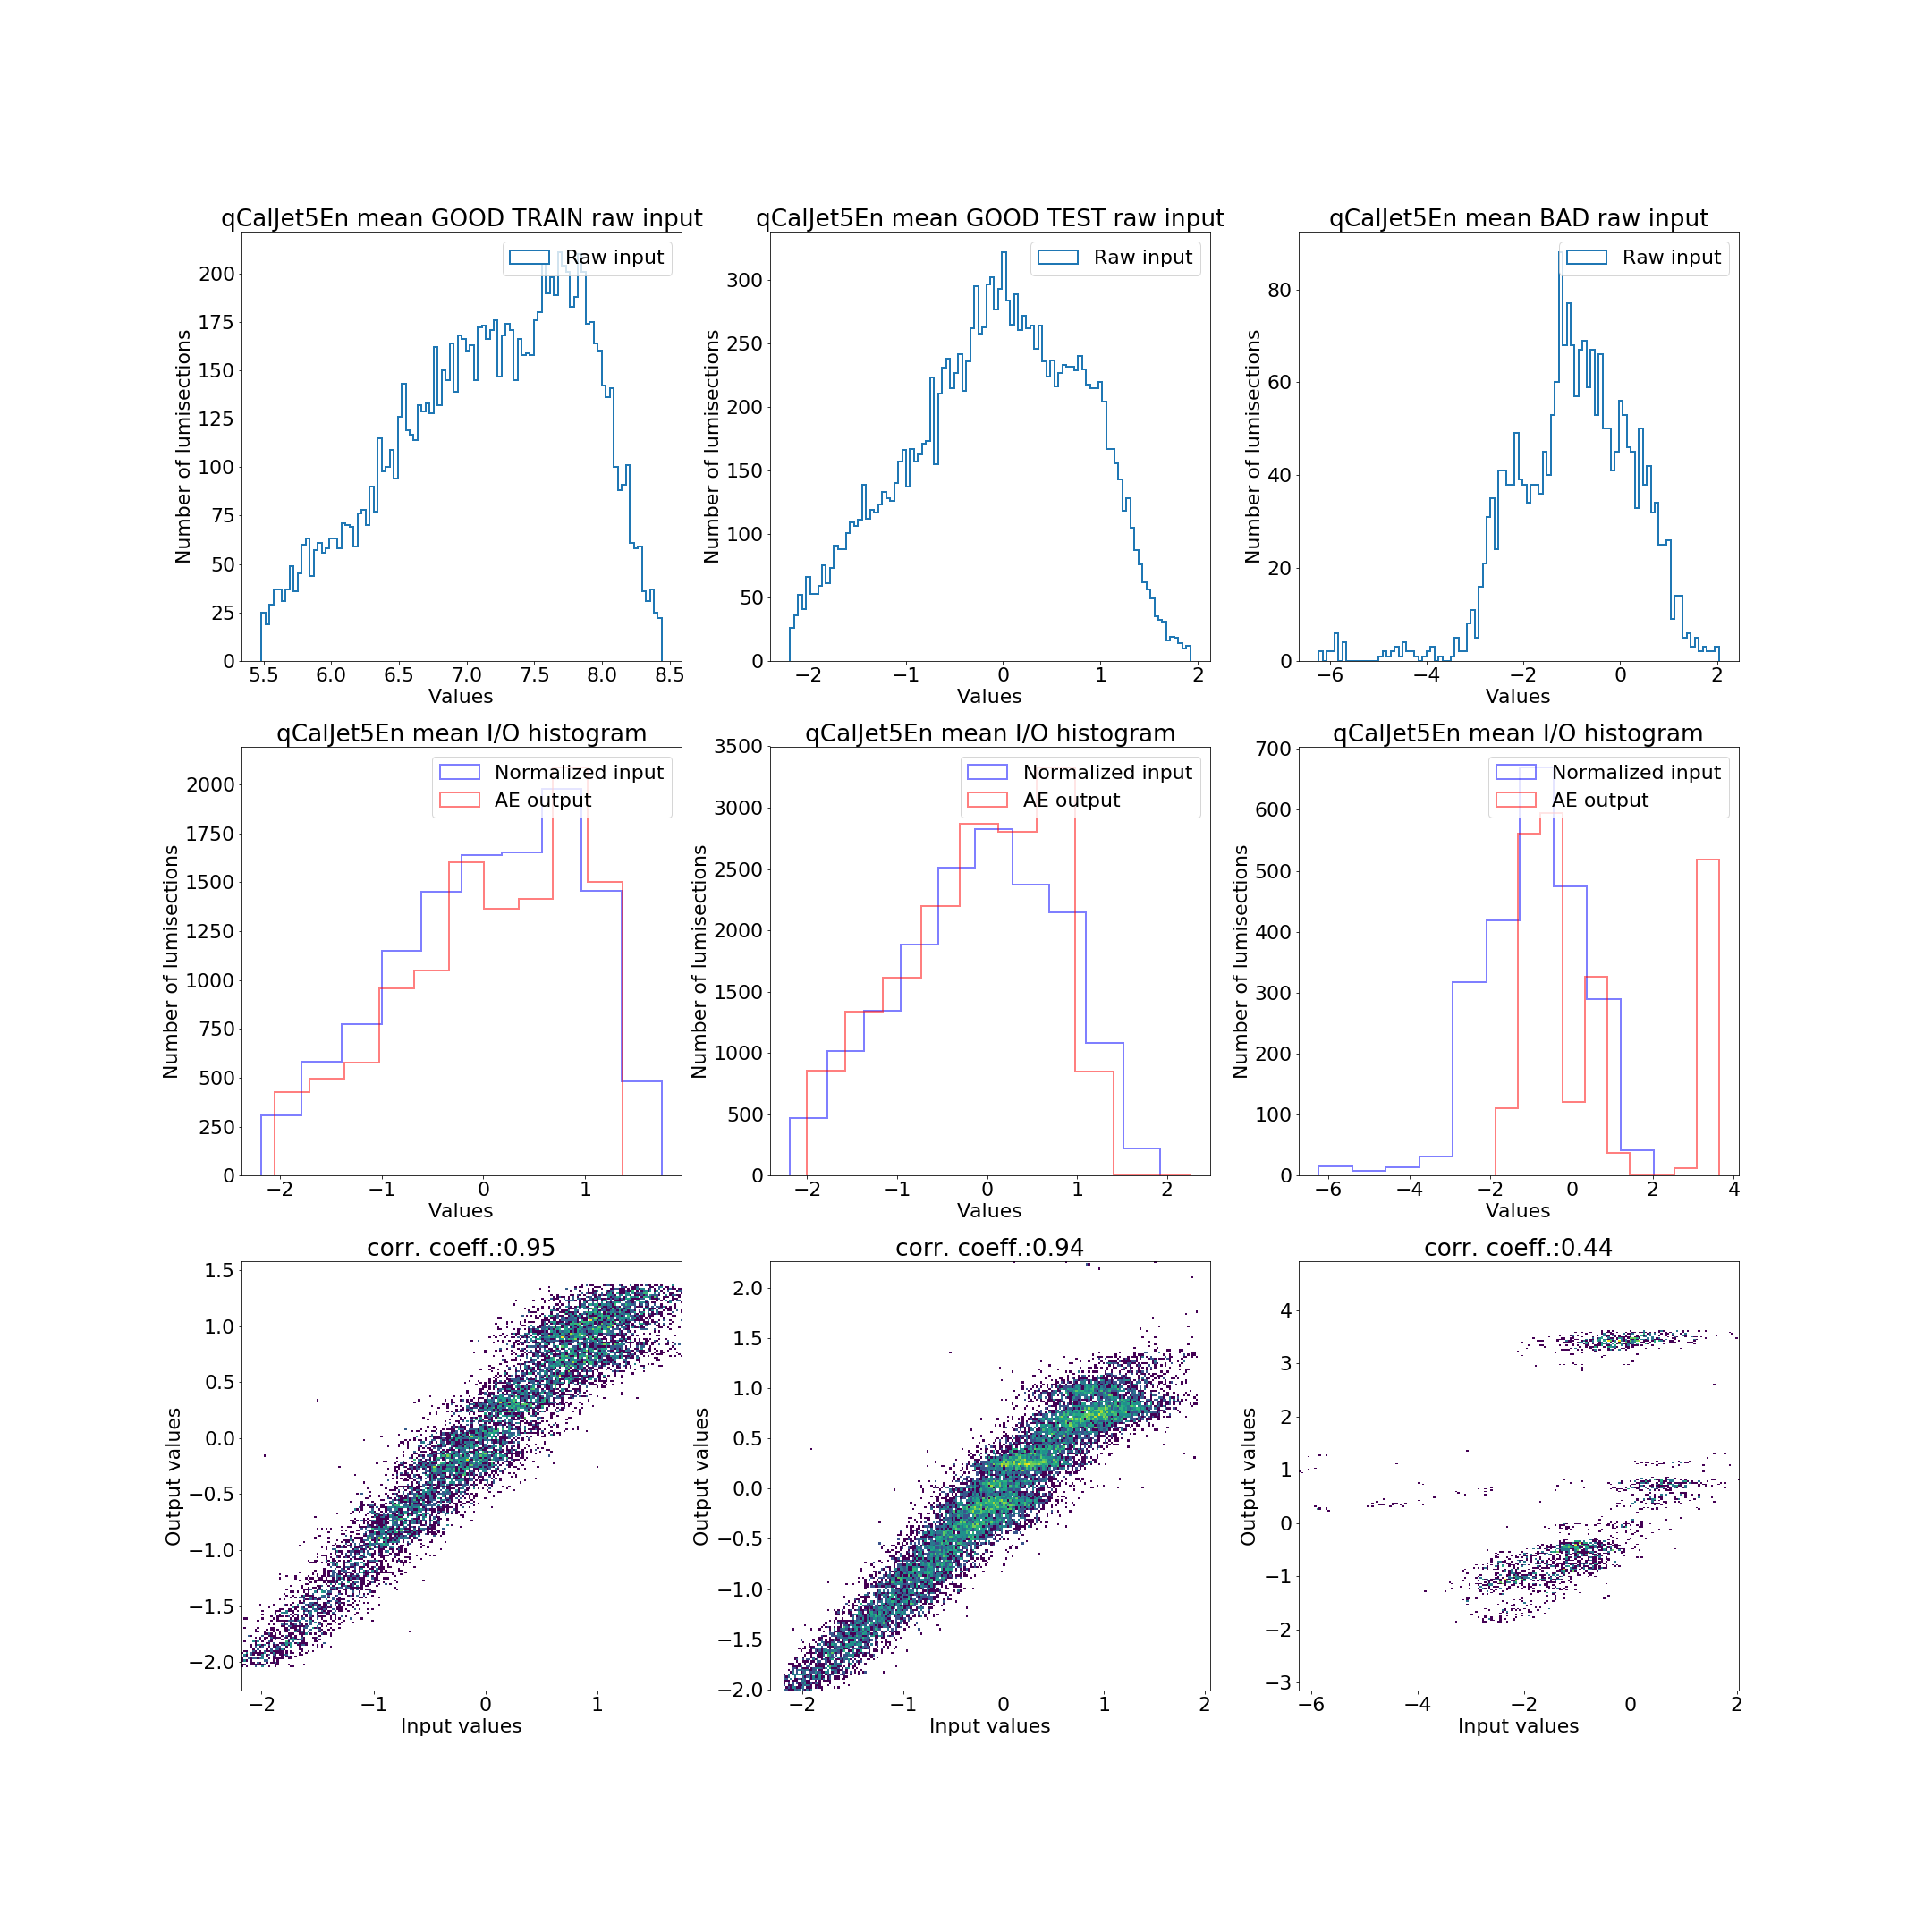 qCalJet5En mean GOOD TRAIN raw input
Raw input
Number of lumisections
200
175
150
125
100
75
50
25
0
5.5 6.0 6.5 7.0 7.5 8.0 8.5
Values
qCalJet5En mean GOOD TEST raw input
Raw input
Number of lumisections
300
250
200
150
100
50
0
−2 −1 0 1 2
Values
qCalJet5En mean BAD raw input
Raw input
Number of lumisections
80
60
40
20
0
−6 −4 −2 0 2
Values
qCalJet5En mean I/O histogram
Normalized input
AE output
Number of lumisections
2000
1750
1500
1250
1000
750
500
250
0
−2 −1 0 1
Values
qCalJet5En mean I/O histogram
Normalized input
AE output
Number of lumisections
3500
3000
2500
2000
1500
1000
500
0
−2 −1 0 1 2
Values
qCalJet5En mean I/O histogram
Normalized input
AE output
Number of lumisections
700
600
500
400
300
200
100
0
−6 −4 −2 0 2 4
Values
corr. coeff.:0.95
Output values
1.5
1.0
0.5
0.0
−0.5
−1.0
−1.5
−2.0
−2 −1 0 1
Input values
corr. coeff.:0.94
Output values
2.0
1.5
1.0
0.5
0.0
−0.5
−1.0
−1.5
−2.0
−2 −1 0 1 2
Input values
corr. coeff.:0.44
Output values
4
3
2
1
0
−1
−2
−3
−6 −4 −2 0 2
Input values